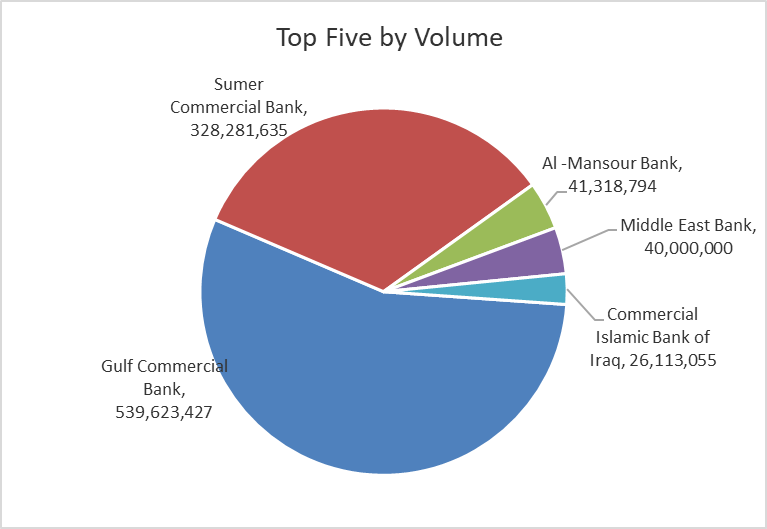 Top Five by Volume
Sumer
Commercial Bank,
328,281,635
Al -Mansour Bank,
41,318,794
Middle East Bank,
40,000,000
Commercial
Islamic Bank of
Iraq, 26,113,055
Gulf Commercial
Bank,
539,623,427